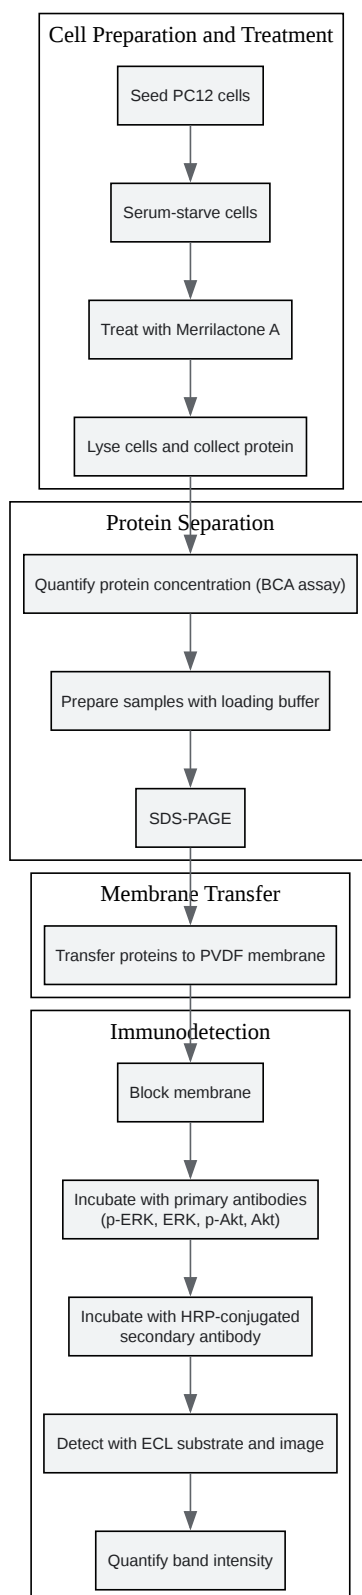 Cell Preparation and Treatment
Seed PC12 cells
Serum-starve cells
Treat with Merrilactone A
Lyse cells and collect protein
Protein Separation
Quantify protein concentration (BCA assay)
Prepare samples with loading buffer
SDS-PAGE
Membrane Transfer
Transfer proteins to PVDF membrane
Immunodetection
Block membrane
Incubate with primary antibodies
(p-ERK, ERK, p-Akt, Akt)
Incubate with HRP-conjugated
secondary antibody
Detect with ECL substrate and image
Quantify band intensity